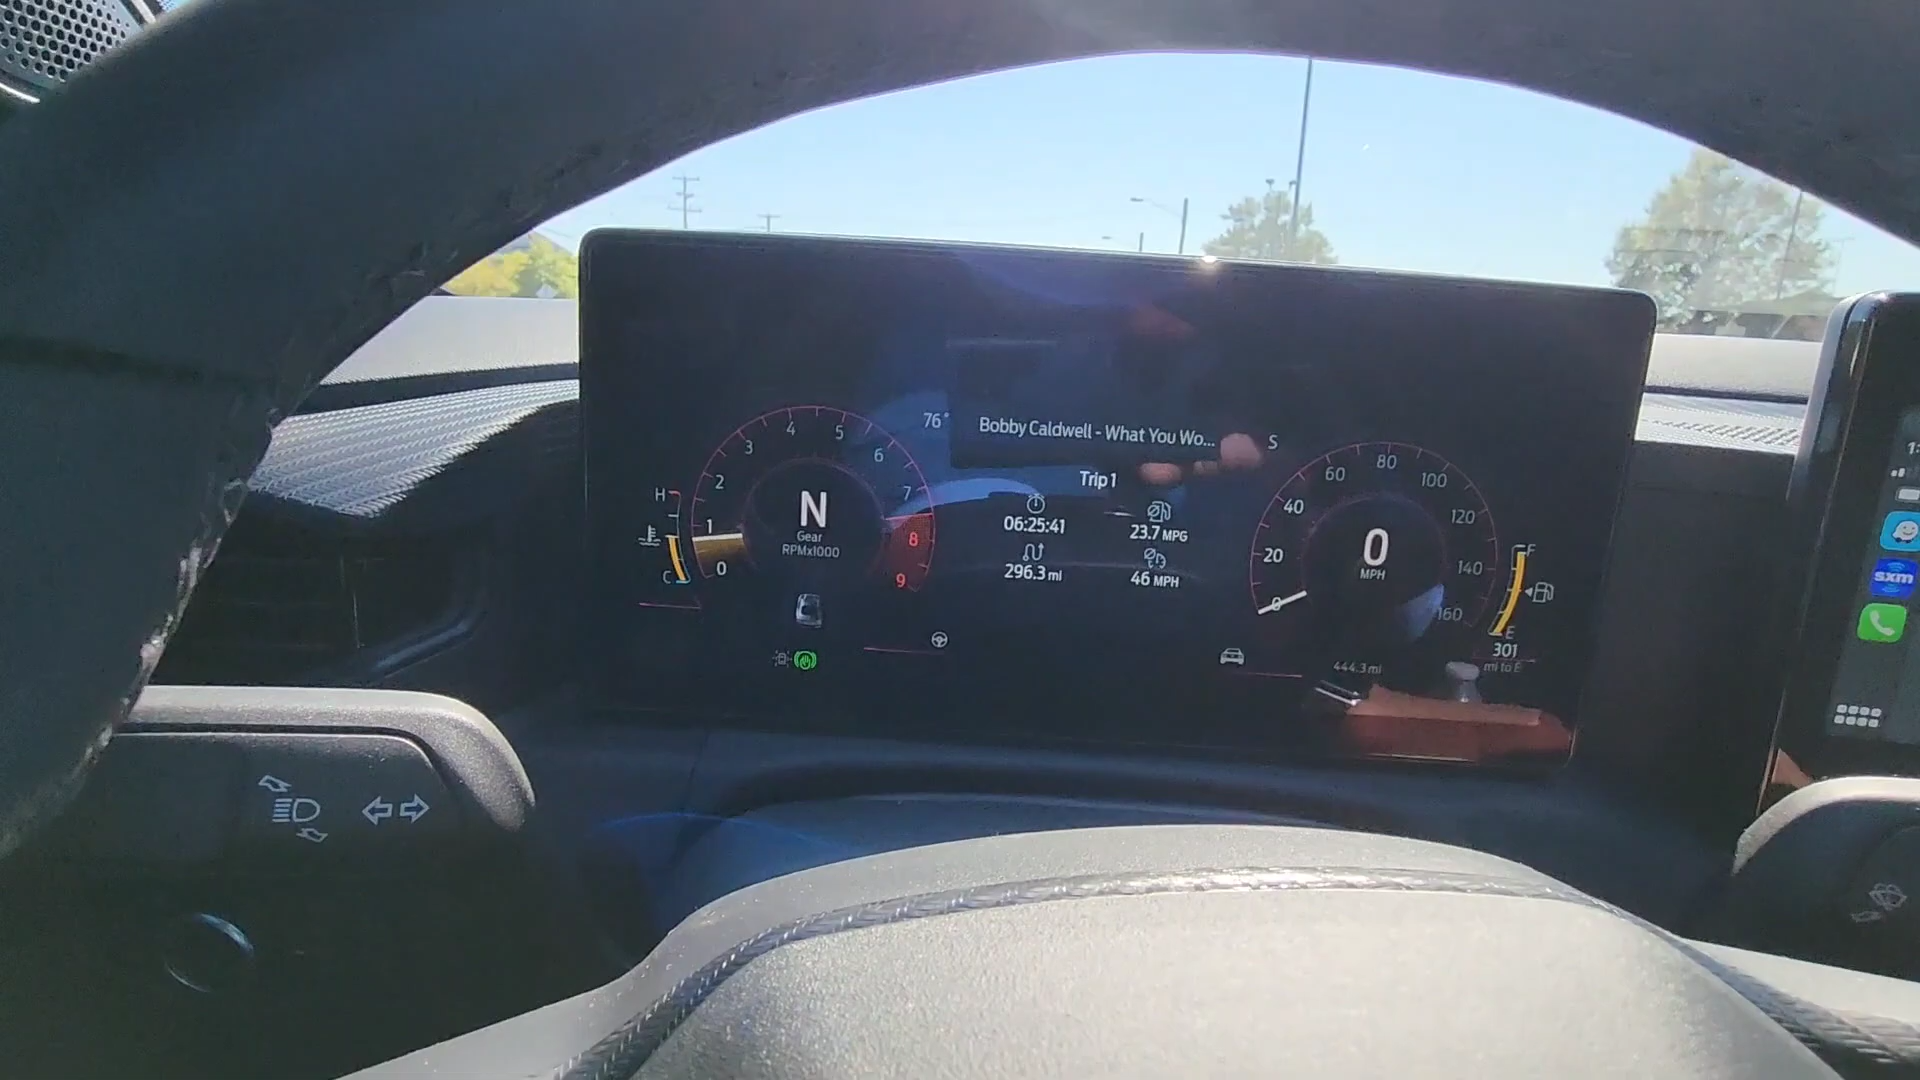 76°
Bobby Caldwell - What You Wo...
S
Trip 1
06:25:41
23.7 MPG
296.3 mi
46 MPH
H
C
0
1
2
3
4
5
6
7
8
9
N
Gear
RPMx1000
0
20
40
60
80
100
120
140
160
0
MPH
444.3 mi
F
E
301
mi to E
1:
sxm